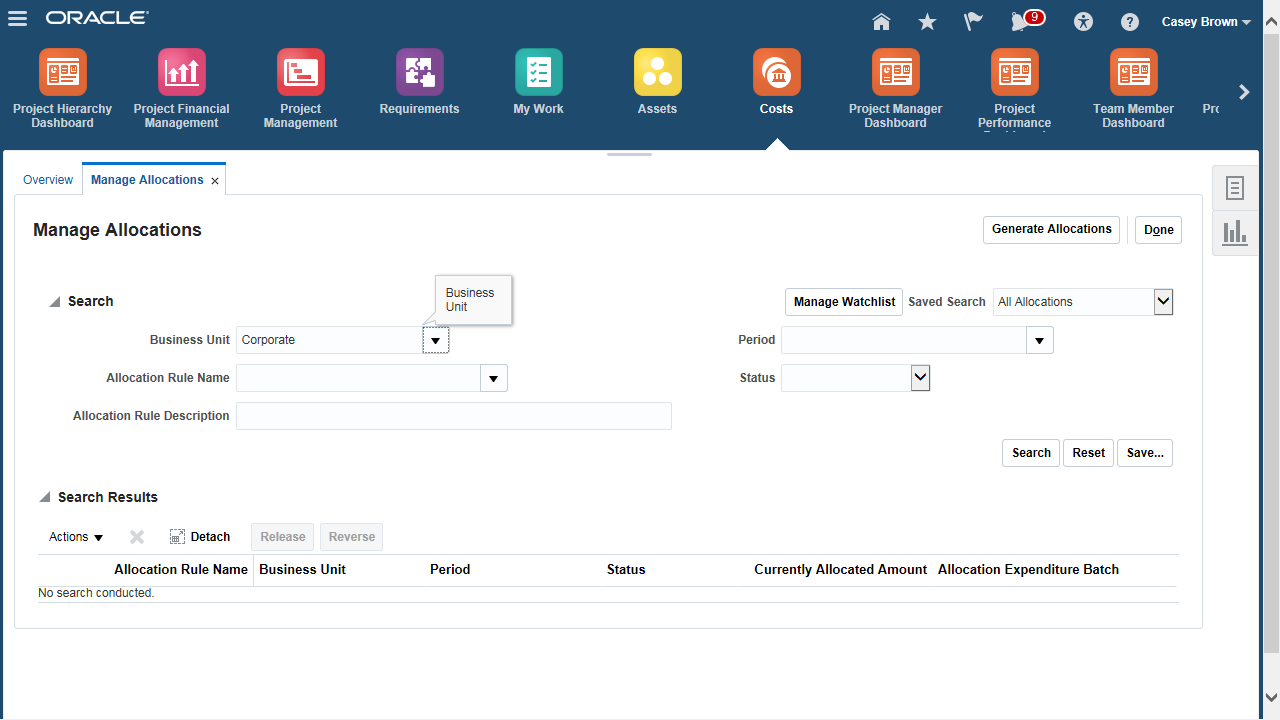 ORACLE
9
Casey Brown
Project Hierarchy
Dashboard
Project Financial
Management
Project
Management
Requirements
My Work
Assets
Costs
Project Manager
Dashboard
Project
Performance
Team Member
Dashboard
Overview
Manage Allocations
Manage Allocations
Generate Allocations
Done
Business
Unit
Search
Manage Watchlist
Saved Search
All Allocations
Business Unit
Corporate
Period
Allocation Rule Name
Status
Allocation Rule Description
Search
Reset
Save...
Search Results
Actions
Detach
Release
Reverse
Allocation Rule Name
Business Unit
Period
Status
Currently Allocated Amount
Allocation Expenditure Batch
No search conducted.